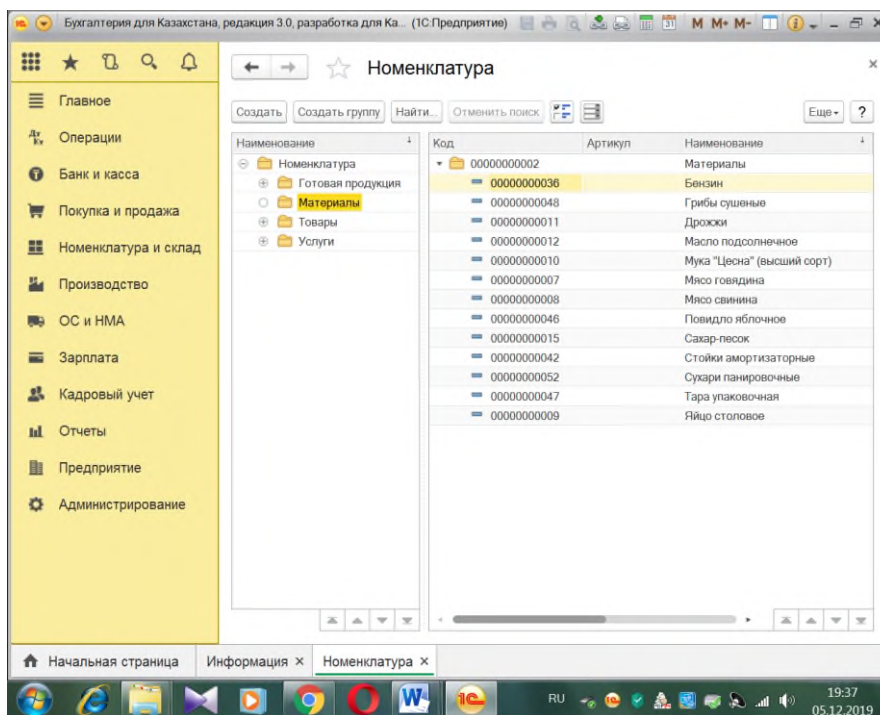 Бухгалтерия для Казахстана, редакция 3.0, разработка для Ка... (1С:Предприятие)
31 M M+ M-
Номенклатура
Главное
Операции
Банк и касса
Покупка и продажа
Номенклатура и склад
Производство
ОС и НМА
Зарплата
Кадровый учет
Отчеты
Предприятие
Администрирование
Создать Создать группу Найти... Отменить поиск Еще ?
Наименование
Номенклатура
Готовая продукция
Материалы
Товары
Услуги
Код Артикул Наименование
00000000002 Материалы
00000000036 Бензин
00000000048 Грибы сушеные
00000000011 Дрожжи
00000000012 Масло подсолнечное
00000000010 Мука "Цесна" (высший сорт)
00000000007 Мясо говядина
00000000008 Мясо свинина
00000000046 Повидло яблочное
00000000015 Сахар-песок
00000000042 Стойки амортизаторные
00000000052 Сухари панировочные
00000000047 Тара упаковочная
00000000009 Яйцо столовое
Начальная страница Информация × Номенклатура ×
W 1С RU 19:37
05.12.2019